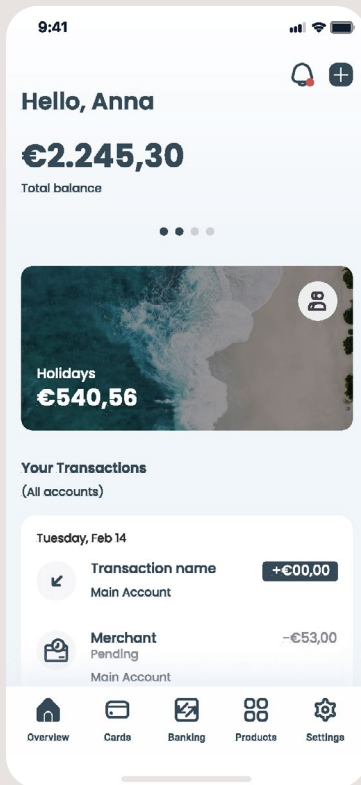 9:41
Hello, Anna
€2.245,30
Total balance
Holidays
€540,56
Your Transactions
(All accounts)
Tuesday, Feb 14
Transaction name +€00,00
Main Account
Merchant -€53,00
Pending
Main Account
Overview Cards Banking Products Settings